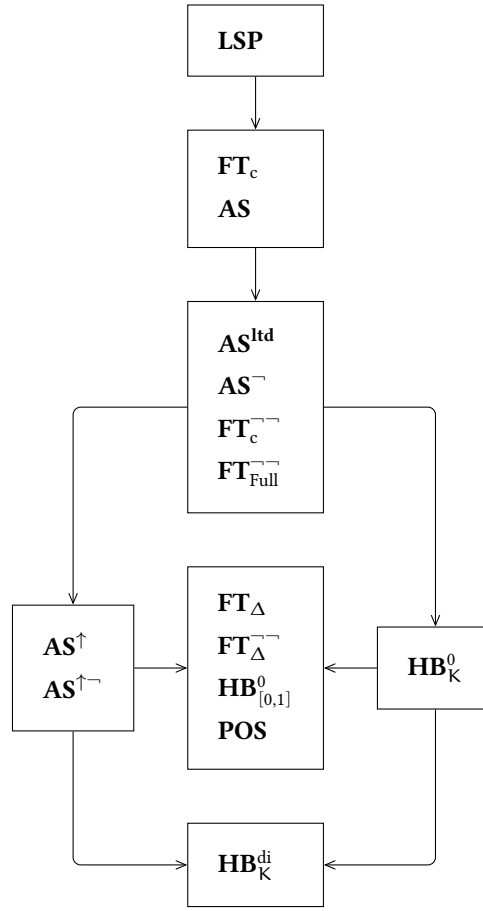 LSP
FT_c
AS
AS^ltd
AS^¬
FT_c^¬¬
FT_Full^¬¬
FT_Δ
FT_Δ^¬¬
HB_[0,1]^0
POS
AS^↑
AS^↑¬
HB_K^0
HB_K^di